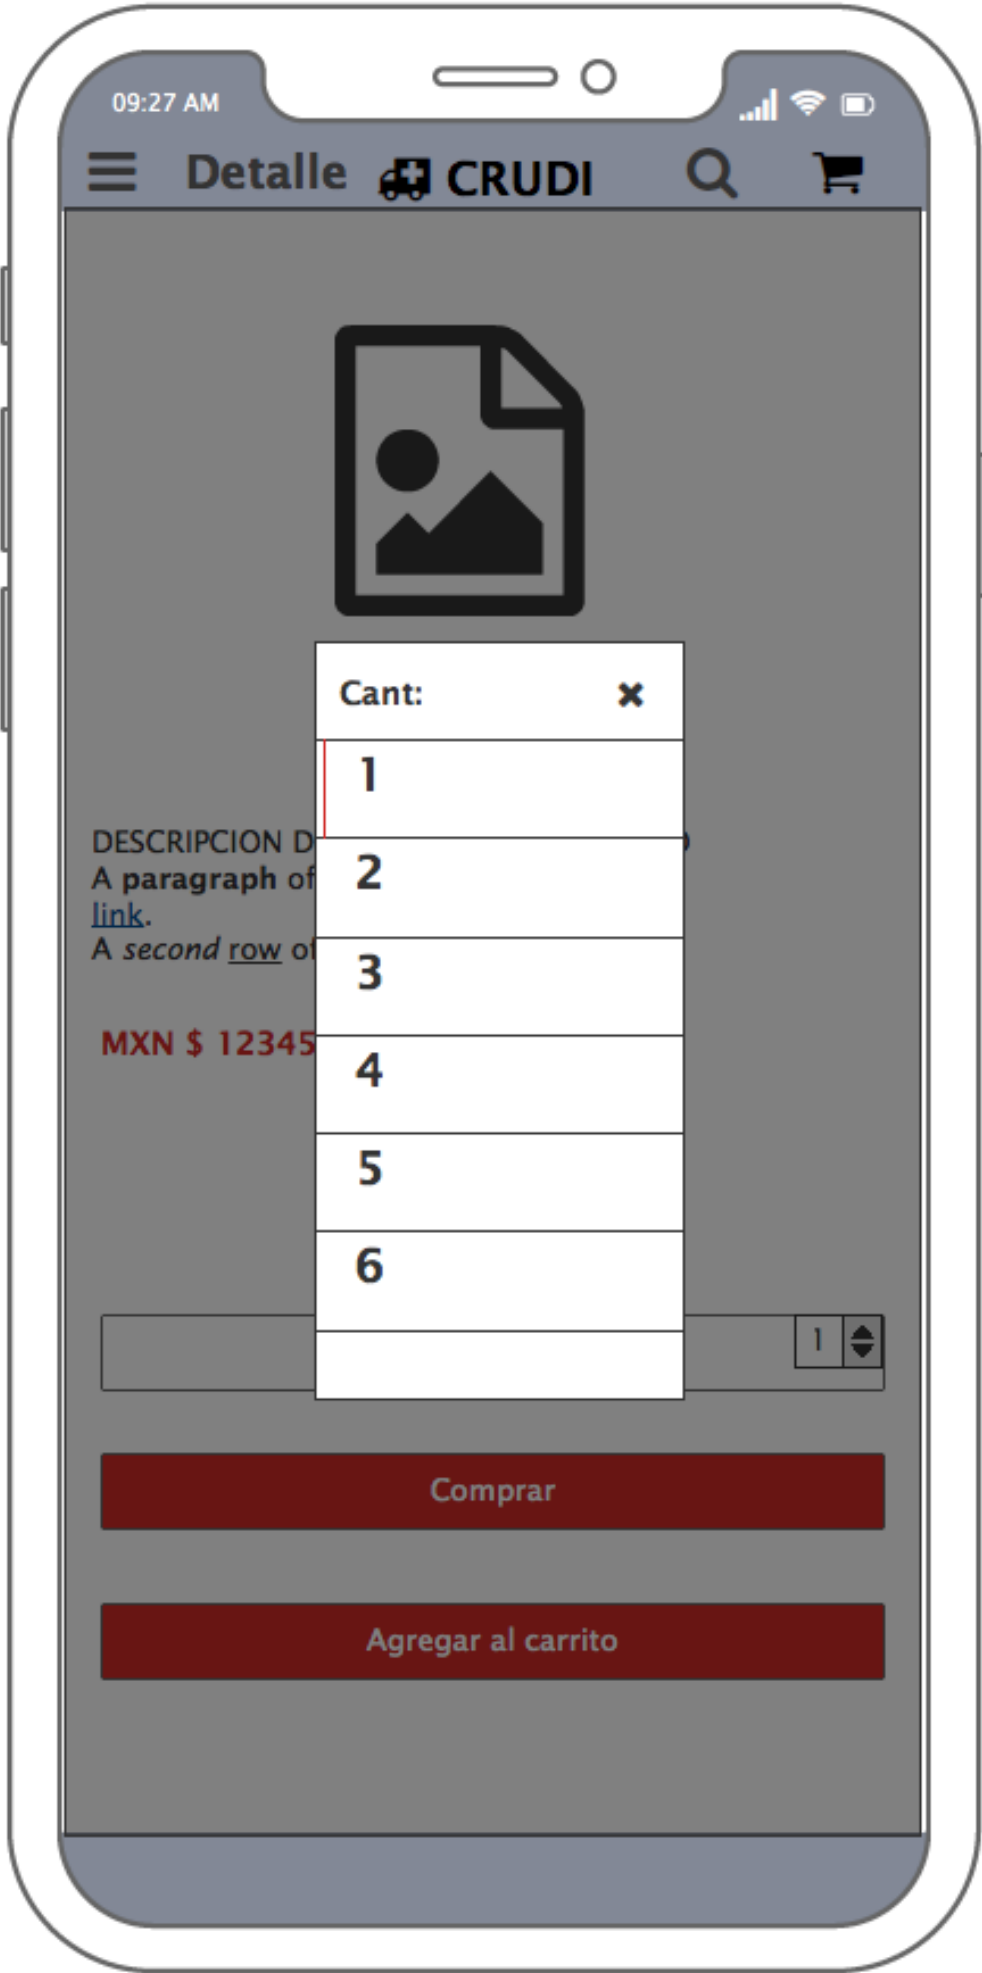 09:27 AM
Detalle CRUDI
Cant:
1
2
3
4
5
6
DESCRIPCION D
A paragraph of
link.
A second row of
MXN $ 12345
1
Comprar
Agregar al carrito